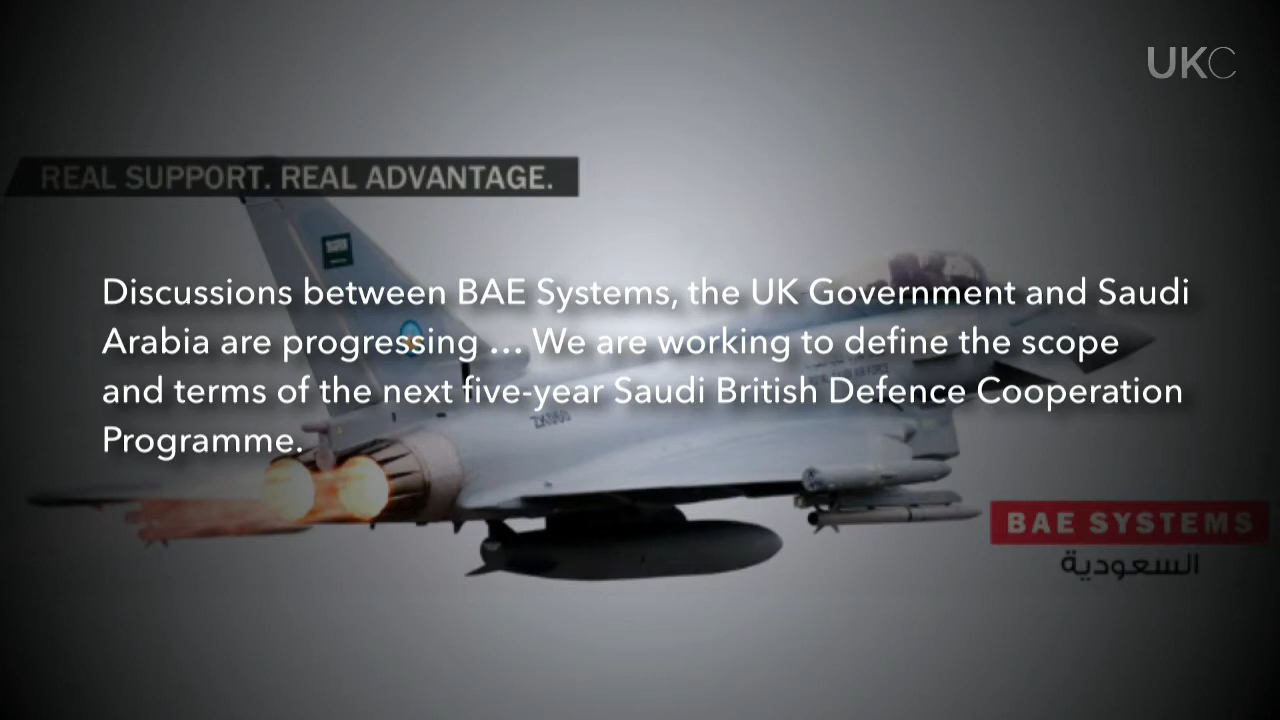 UKC
REAL SUPPORT. REAL ADVANTAGE.
Discussions between BAE Systems, the UK Government and Saudi
Arabia are progressing … We are working to define the scope
and terms of the next five-year Saudi British Defence Cooperation
Programme.
BAE SYSTEMS
السعودية